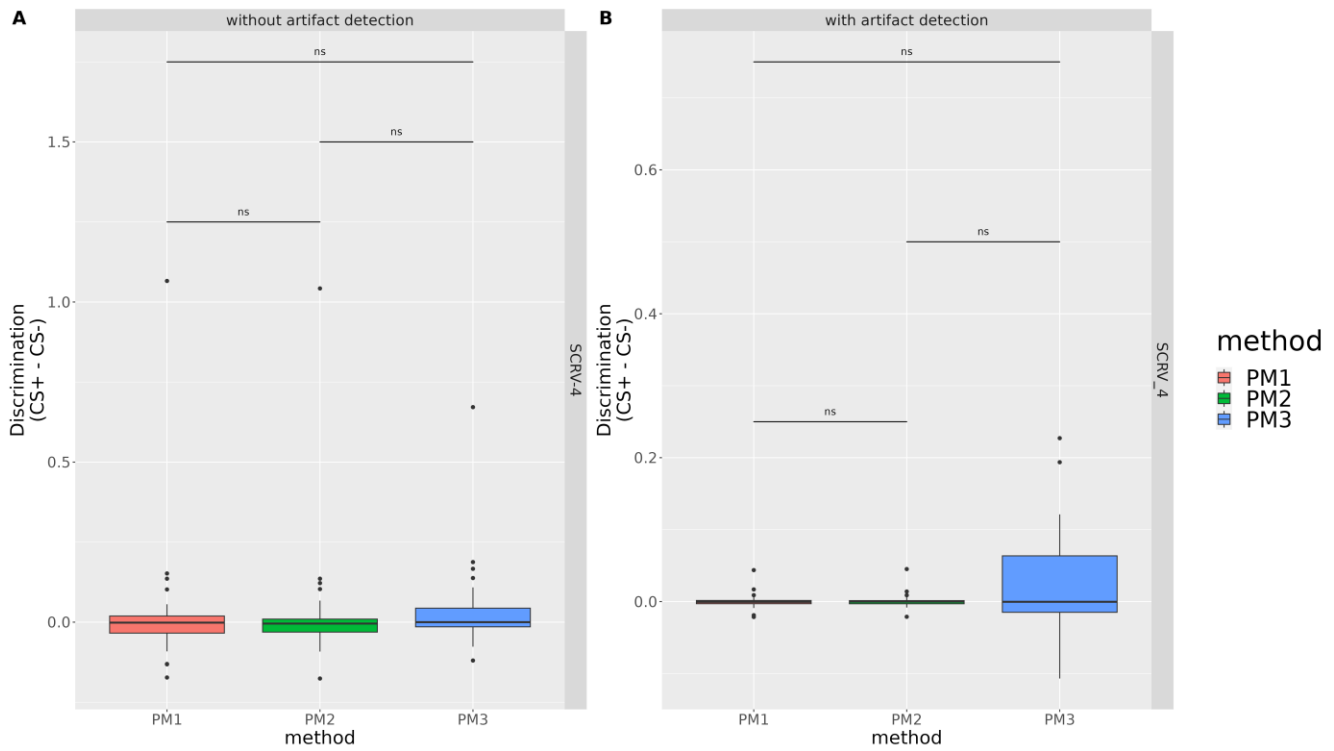 A
without artifact detection
ns
ns
ns
1.5
1.0
0.5
0.0
Discrimination
(CS+ - CS-)
SCRV-4
PM1
PM2
PM3
method
B
with artifact detection
ns
ns
ns
0.6
0.4
0.2
0.0
Discrimination
(CS+ - CS-)
SCRV_4
PM1
PM2
PM3
method
method
PM1
PM2
PM3